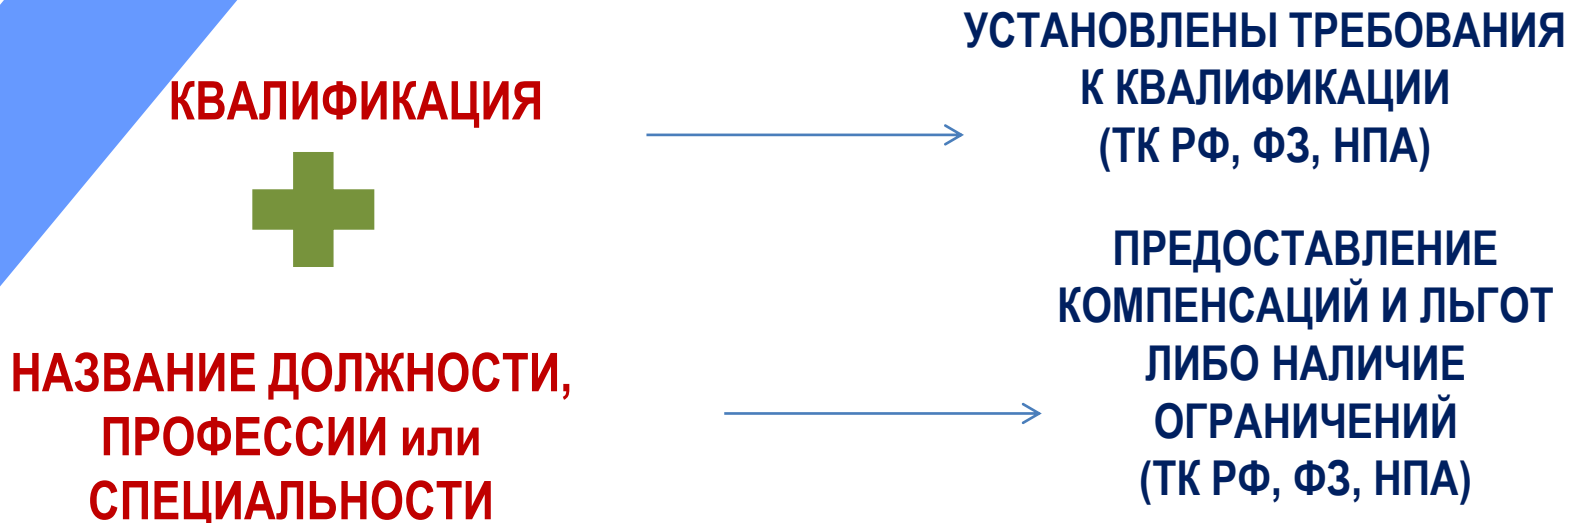 КВАЛИФИКАЦИЯ
УСТАНОВЛЕНЫ ТРЕБОВАНИЯ
К КВАЛИФИКАЦИИ
(ТК РФ, ФЗ, НПА)
НАЗВАНИЕ ДОЛЖНОСТИ,
ПРОФЕССИИ или
СПЕЦИАЛЬНОСТИ
ПРЕДОСТАВЛЕНИЕ
КОМПЕНСАЦИЙ И ЛЬГОТ
ЛИБО НАЛИЧИЕ
ОГРАНИЧЕНИЙ
(ТК РФ, ФЗ, НПА)